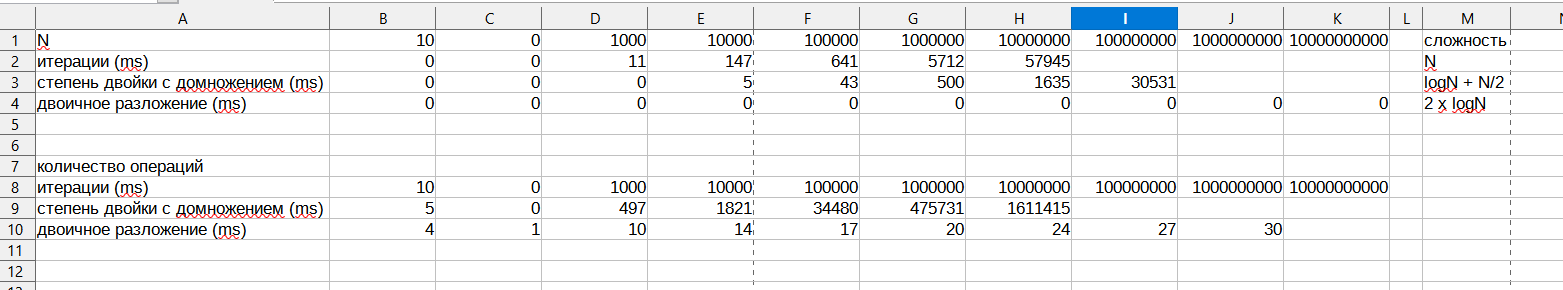 A B C D E F G H I J K L M
1 N 10 0 1000 10000 100000 1000000 10000000 100000000 1000000000 10000000000 сложность
2 итерации (ms) 0 0 11 147 641 5712 57945 N
3 степень двойки с домножением (ms) 0 0 0 5 43 500 1635 30531 logN + N/2
4 двоичное разложение (ms) 0 0 0 0 0 0 0 0 0 0 2 x logN
5
6
7 количество операций
8 итерации (ms) 10 0 1000 10000 100000 1000000 10000000 100000000 1000000000 10000000000
9 степень двойки с домножением (ms) 5 0 497 1821 34480 475731 1611415
10 двоичное разложение (ms) 4 1 10 14 17 20 24 27 30
11
12